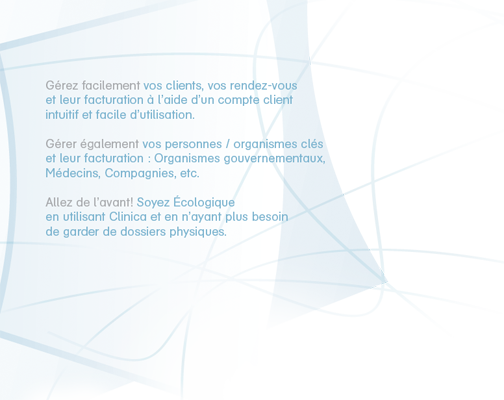 Gérez facilement vos clients, vos rendez-vous
et leur facturation à l'aide d'un compte client
intuitif et facile d'utilisation.
Gérer également vos personnes / organismes clés
et leur facturation : Organismes gouvernementaux,
Médecins, Compagnies, etc.
Allez de l'avant! Soyez Écologique
en utilisant Clinica et en n'ayant plus besoin
de garder de dossiers physiques.